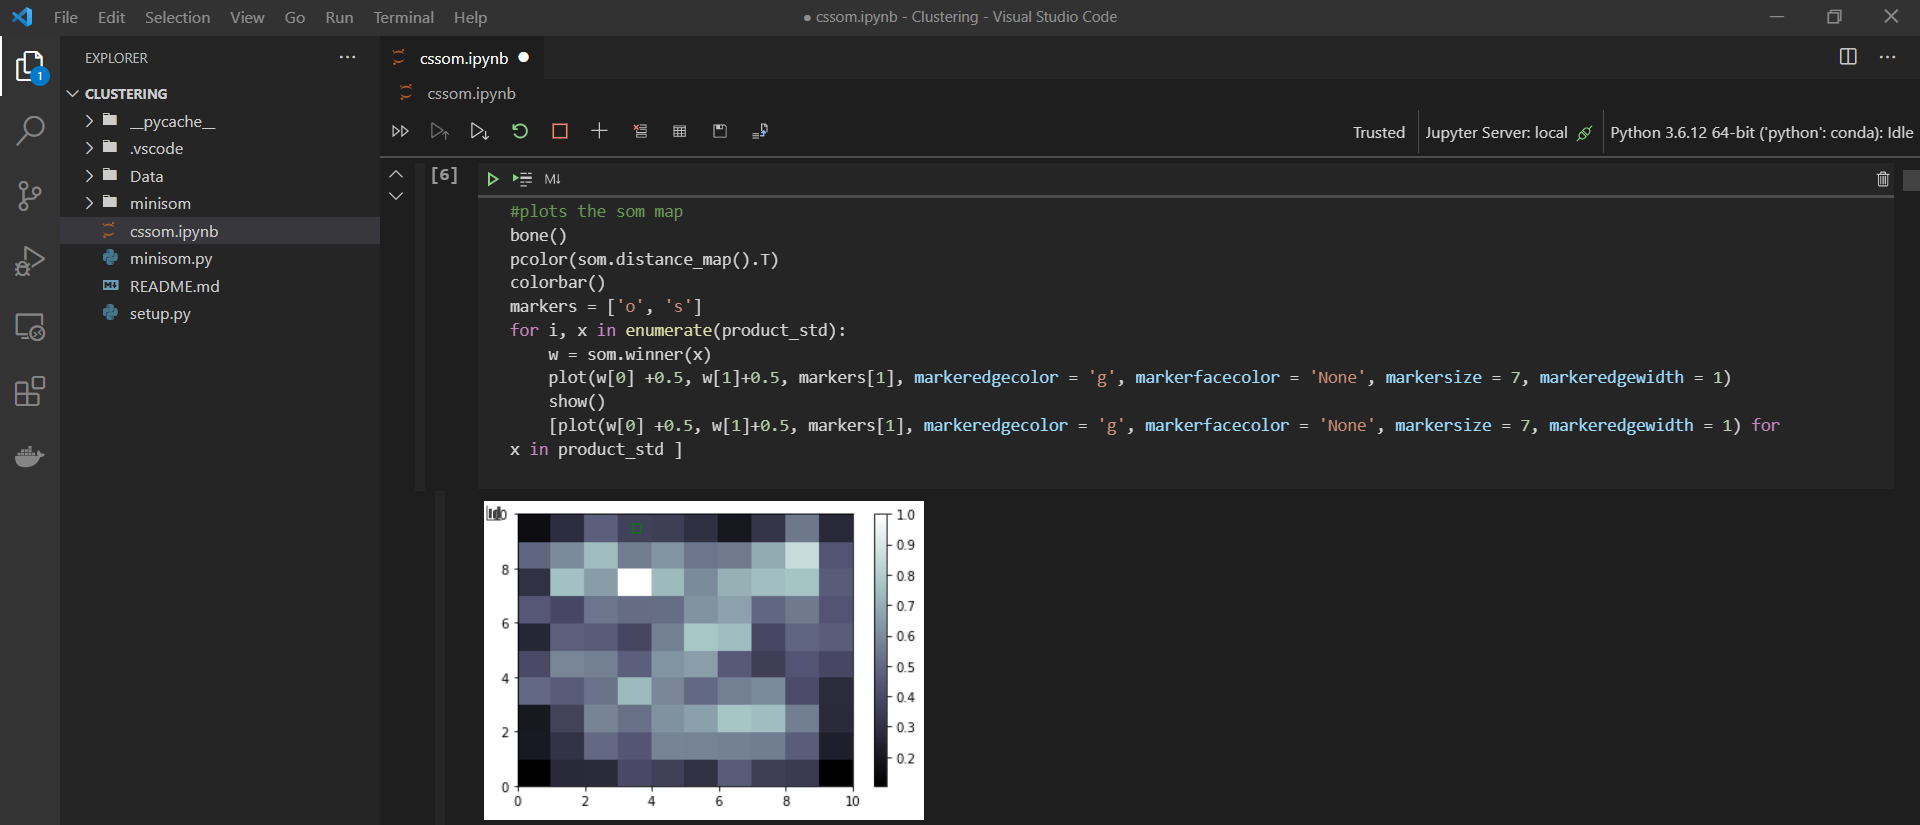 File Edit Selection View Go Run Terminal Help
● cssom.ipynb - Clustering - Visual Studio Code
1
EXPLORER
CLUSTERING
__pycache__
.vscode
Data
minisom
cssom.ipynb
minisom.py
README.md
setup.py
cssom.ipynb
cssom.ipynb
Trusted
Jupyter Server: local
Python 3.6.12 64-bit ('python': conda): Idle
[6]
M↓
#plots the som map
bone()
pcolor(som.distance_map().T)
colorbar()
markers = ['o', 's']
for i, x in enumerate(product_std):
    w = som.winner(x)
    plot(w[0] +0.5, w[1]+0.5, markers[1], markeredgecolor = 'g', markerfacecolor = 'None', markersize = 7, markeredgewidth = 1)
    show()
    [plot(w[0] +0.5, w[1]+0.5, markers[1], markeredgecolor = 'g', markerfacecolor = 'None', markersize = 7, markeredgewidth = 1) for
x in product_std ]
8
6
4
2
0
0 2 4 6 8 10
1.0
0.9
0.8
0.7
0.6
0.5
0.4
0.3
0.2